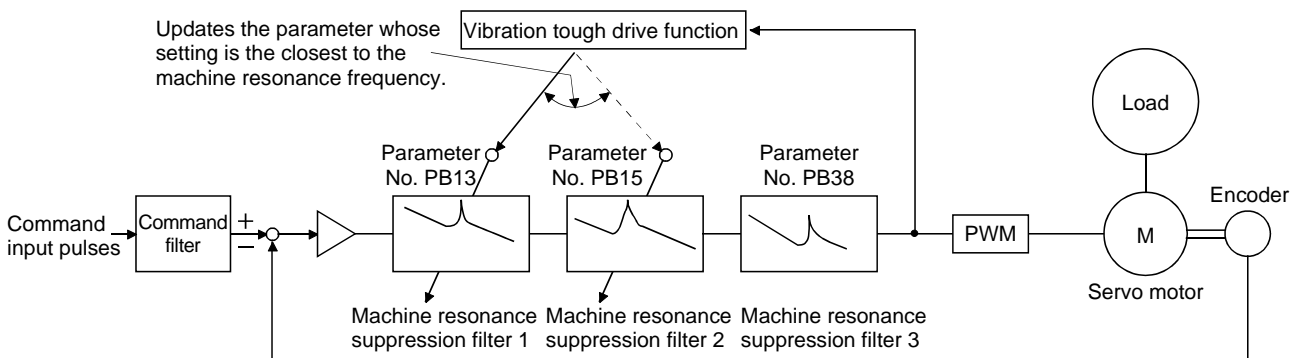 Updates the parameter whose
setting is the closest to the
machine resonance frequency.
Vibration tough drive function
Load
Parameter
No. PB13
Parameter
No. PB15
Parameter
No. PB38
Encoder
Command
input pulses
Command
filter
+
−
PWM
M
Servo motor
Machine resonance
suppression filter 1
Machine resonance
suppression filter 2
Machine resonance
suppression filter 3